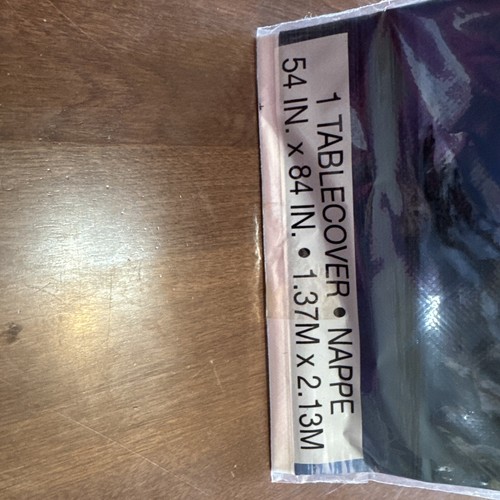 1 TABLECOVER • NAPPE
54 IN. x 84 IN. • 1.37M x 2.13M